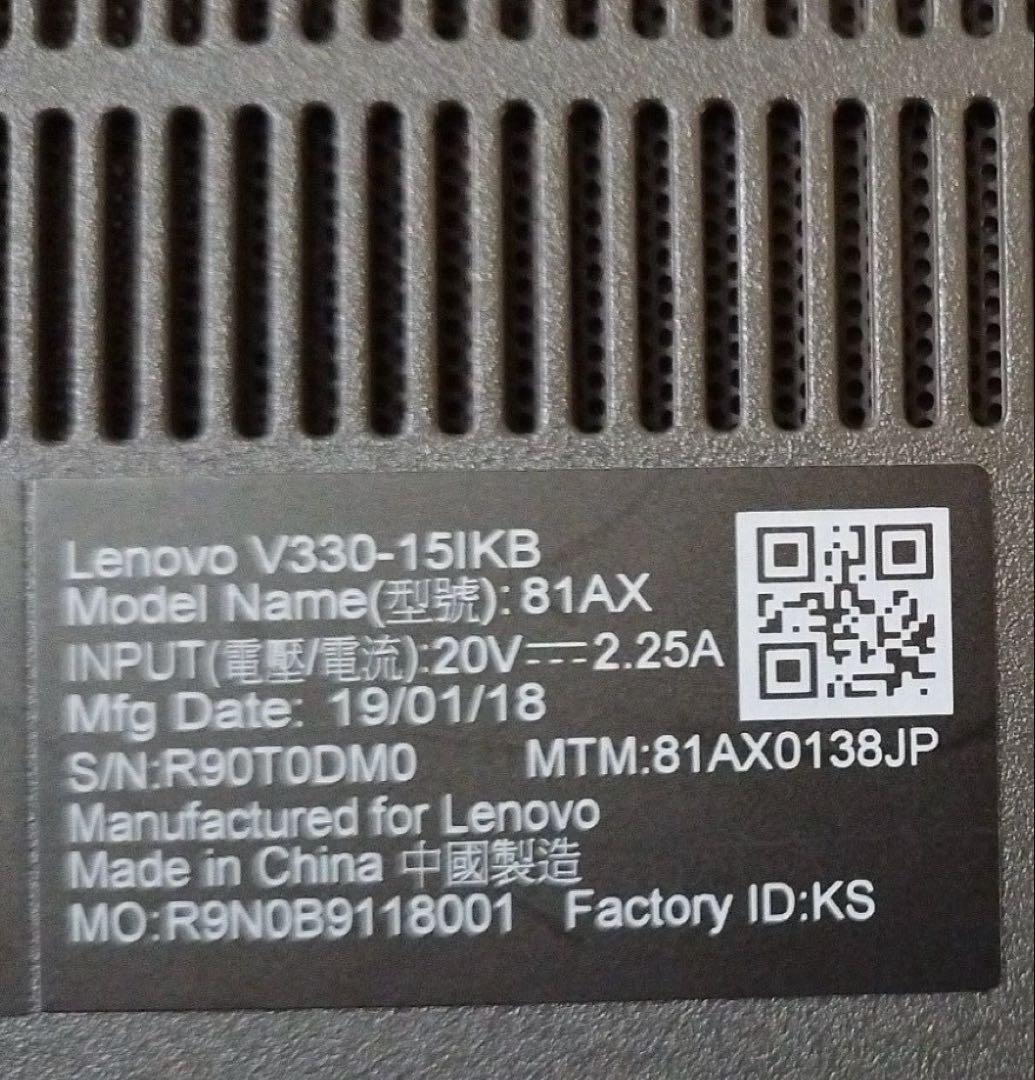 Lenovo V330-15IKB
Model Name(型號): 81AX
INPUT(電壓/電流):20V⎓2.25A
Mfg Date: 19/01/18
S/N:R90T0DM0 MTM:81AX0138JP
Manufactured for Lenovo
Made in China 中國製造
MO:R9N0B9118001 Factory ID:KS